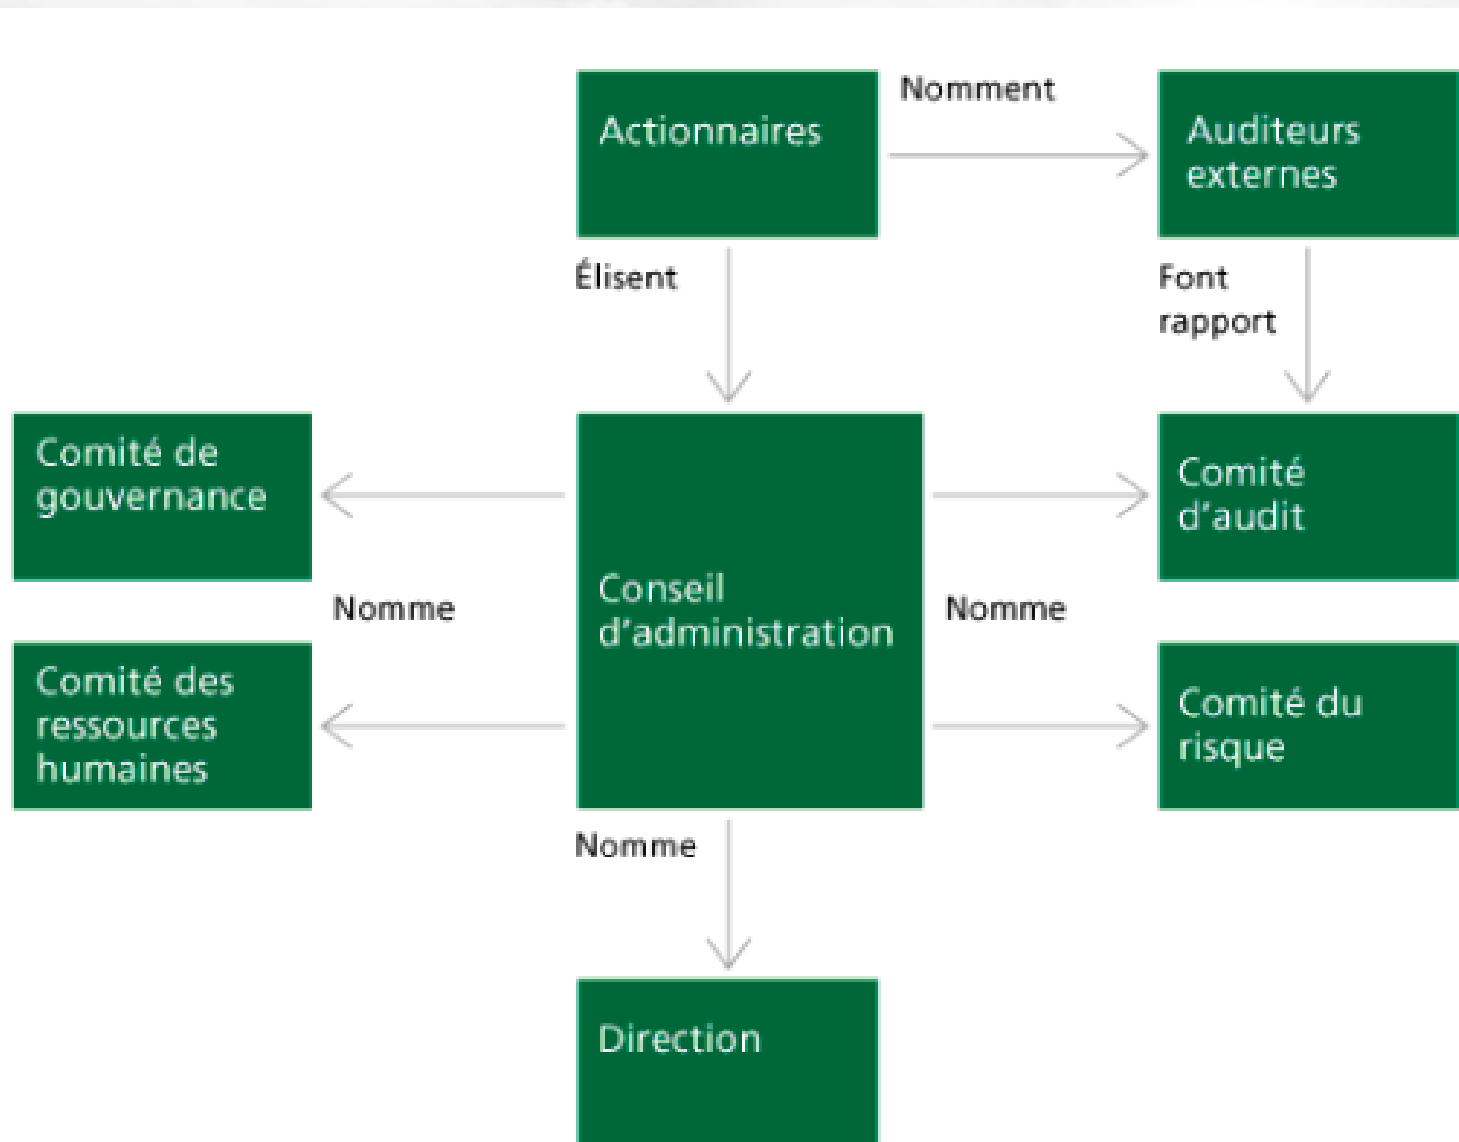 Actionnaires
Nomment
Auditeurs
externes
Élisent
Font
rapport
Comité de
gouvernance
Comité
d'audit
Conseil
d'administration
Nomme
Nomme
Comité des
ressources
humaines
Comité du
risque
Nomme
Direction